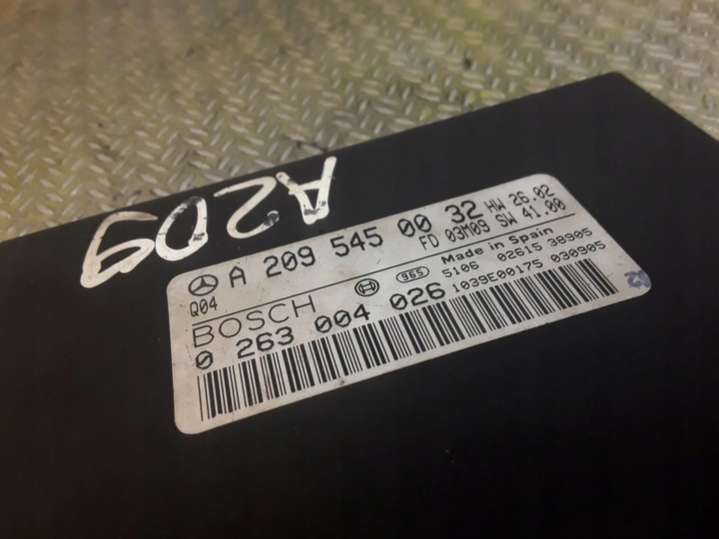 A209
A 209 545 00 32 HW 26.02
FD 03M09 SW 41.00
Q04
BOSCH 965 Made in Spain
5106 02615 38905
0 263 004 026 1039E00175 030905